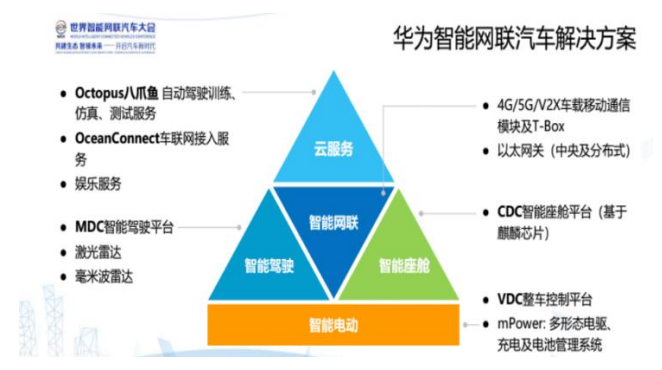 世界智能网联汽车大会
共建生态 智领未来——开启汽车新时代
华为智能网联汽车解决方案
Octopus八爪鱼 自动驾驶训练、
仿真、测试服务
OceanConnect车联网接入服
务
娱乐服务
MDC智能驾驶平台
激光雷达
毫米波雷达
云服务
智能网联
智能驾驶
智能座舱
智能电动
4G/5G/V2X车载移动通信
模块及T-Box
以太网关（中央及分布式）
CDC智能座舱平台（基于
麒麟芯片）
VDC整车控制平台
mPower: 多形态电驱、
充电及电池管理系统